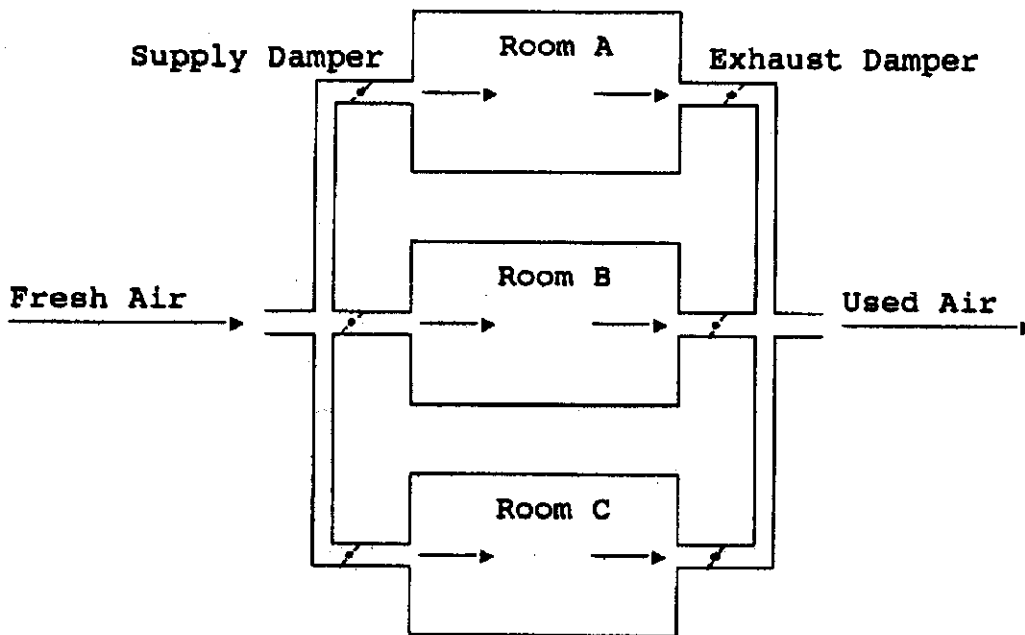 Room A
Supply Damper
Exhaust Damper
Room B
Fresh Air
Used Air
Room C